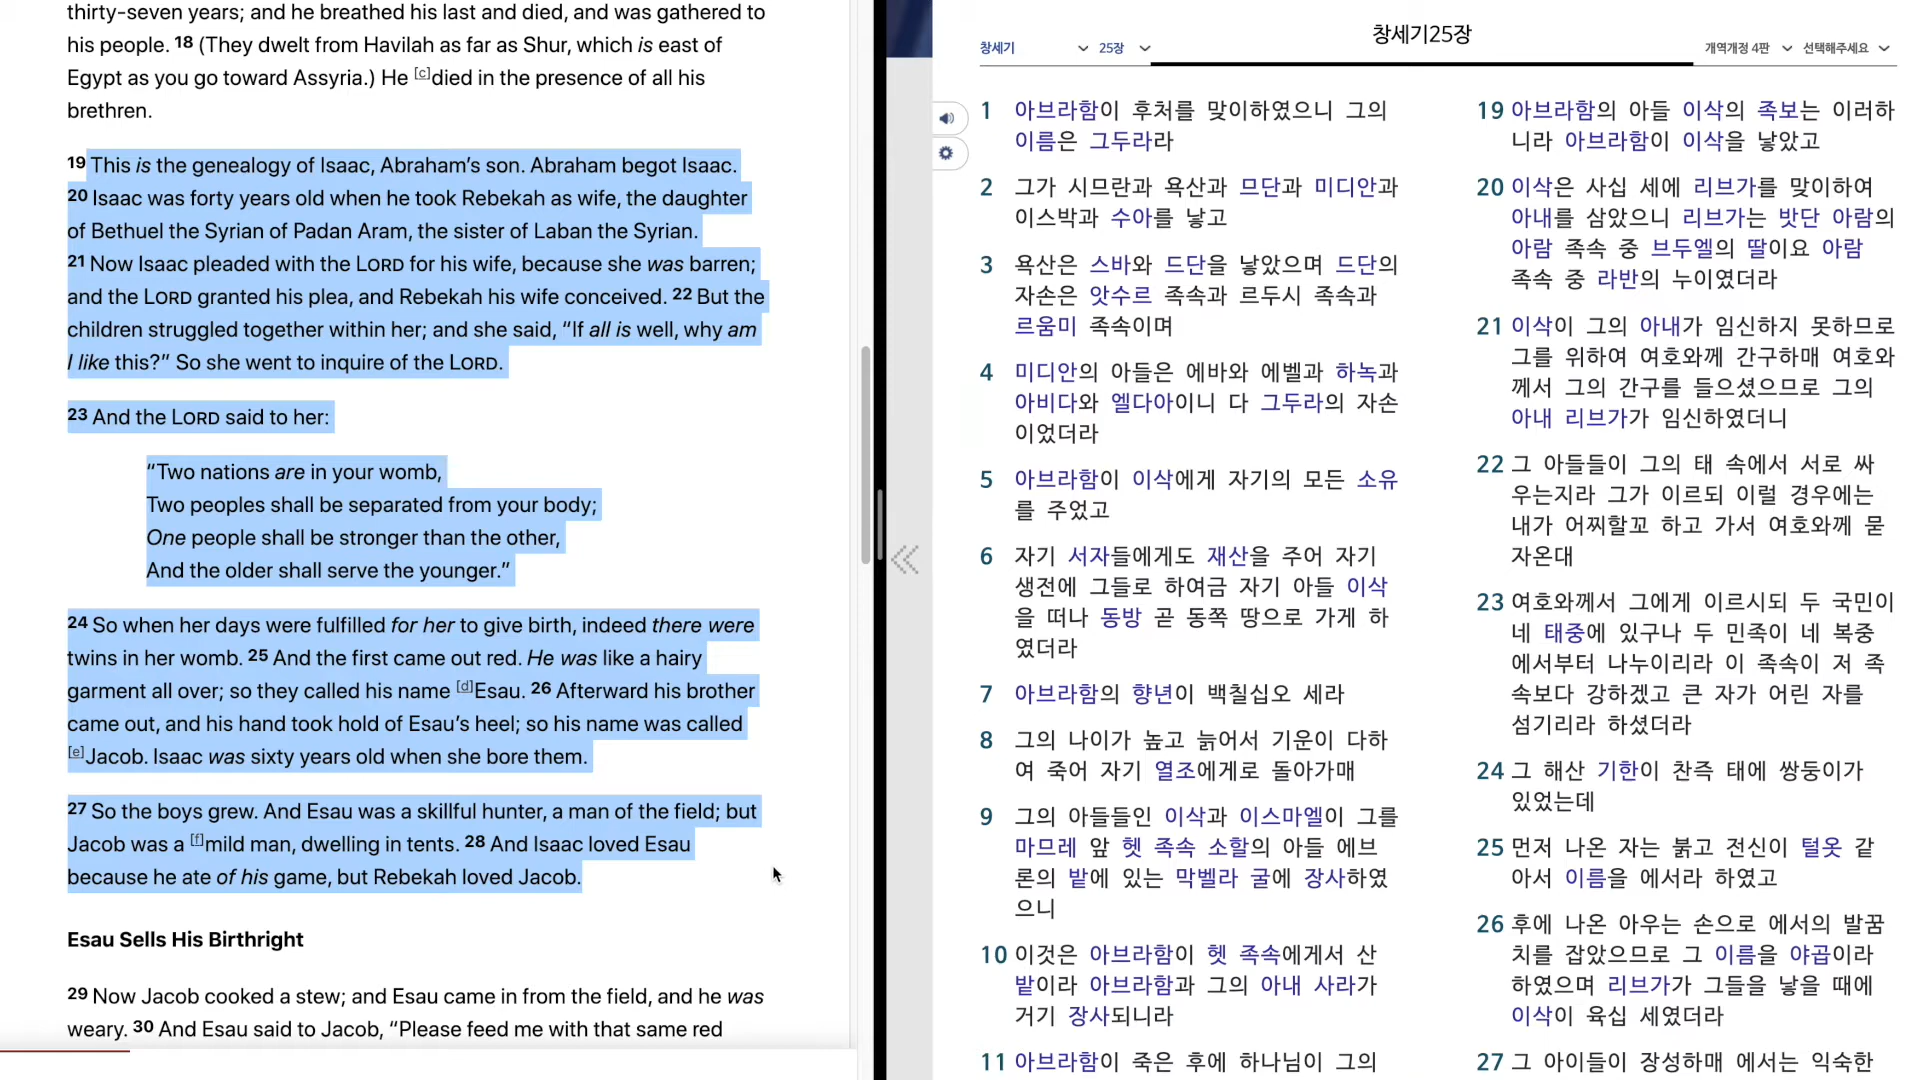 thirty-seven years; and he breathed his last and died, and was gathered to
his people. 18 (They dwelt from Havilah as far as Shur, which is east of
Egypt as you go toward Assyria.) He [c]died in the presence of all his
brethren.
19 This is the genealogy of Isaac, Abraham’s son. Abraham begot Isaac.
20 Isaac was forty years old when he took Rebekah as wife, the daughter
of Bethuel the Syrian of Padan Aram, the sister of Laban the Syrian.
21 Now Isaac pleaded with the LORD for his wife, because she was barren;
and the LORD granted his plea, and Rebekah his wife conceived. 22 But the
children struggled together within her; and she said, “If all is well, why am
I like this?” So she went to inquire of the LORD.
23 And the LORD said to her:
“Two nations are in your womb,
Two peoples shall be separated from your body;
One people shall be stronger than the other,
And the older shall serve the younger.”
24 So when her days were fulfilled for her to give birth, indeed there were
twins in her womb. 25 And the first came out red. He was like a hairy
garment all over; so they called his name [d]Esau. 26 Afterward his brother
came out, and his hand took hold of Esau’s heel; so his name was called
[e]Jacob. Isaac was sixty years old when she bore them.
27 So the boys grew. And Esau was a skillful hunter, a man of the field; but
Jacob was a [f]mild man, dwelling in tents. 28 And Isaac loved Esau
because he ate of his game, but Rebekah loved Jacob.
Esau Sells His Birthright
29 Now Jacob cooked a stew; and Esau came in from the field, and he was
weary. 30 And Esau said to Jacob, “Please feed me with that same red
창세기25장
창세기 25장 개역개정 4판 선택해주세요
1 아브라함이 후처를 맞이하였으니 그의
이름은 그두라라
2 그가 시므란과 욕산과 므단과 미디안과
이스박과 수아를 낳고
3 욕산은 스바와 드단을 낳았으며 드단의
자손은 앗수르 족속과 르두시 족속과
르움미 족속이며
4 미디안의 아들은 에바와 에벨과 하녹과
아비다와 엘다아이니 다 그두라의 자손
이었더라
5 아브라함이 이삭에게 자기의 모든 소유
를 주었고
6 자기 서자들에게도 재산을 주어 자기
생전에 그들로 하여금 자기 아들 이삭
을 떠나 동방 곧 동쪽 땅으로 가게 하
였더라
7 아브라함의 향년이 백칠십오 세라
8 그의 나이가 높고 늙어서 기운이 다하
여 죽어 자기 열조에게로 돌아가매
9 그의 아들들인 이삭과 이스마엘이 그를
마므레 앞 헷 족속 소할의 아들 에브
론의 밭에 있는 막벨라 굴에 장사하였
으니
10 이것은 아브라함이 헷 족속에게서 산
밭이라 아브라함과 그의 아내 사라가
거기 장사되니라
11 아브라함이 죽은 후에 하나님이 그의
19 아브라함의 아들 이삭의 족보는 이러하
니라 아브라함이 이삭을 낳았고
20 이삭은 사십 세에 리브가를 맞이하여
아내를 삼았으니 리브가는 밧단 아람의
아람 족속 중 브두엘의 딸이요 아람
족속 중 라반의 누이였더라
21 이삭이 그의 아내가 임신하지 못하므로
그를 위하여 여호와께 간구하매 여호와
께서 그의 간구를 들으셨으므로 그의
아내 리브가가 임신하였더니
22 그 아들들이 그의 태 속에서 서로 싸
우는지라 그가 이르되 이럴 경우에는
내가 어찌할꼬 하고 가서 여호와께 묻
자온대
23 여호와께서 그에게 이르시되 두 국민이
네 태중에 있구나 두 민족이 네 복중
에서부터 나누이리라 이 족속이 저 족
속보다 강하겠고 큰 자가 어린 자를
섬기리라 하셨더라
24 그 해산 기한이 찬즉 태에 쌍둥이가
있었는데
25 먼저 나온 자는 붉고 전신이 털옷 같
아서 이름을 에서라 하였고
26 후에 나온 아우는 손으로 에서의 발꿈
치를 잡았으므로 그 이름을 야곱이라
하였으며 리브가가 그들을 낳을 때에
이삭이 육십 세였더라
27 그 아이들이 장성하매 에서는 익숙한